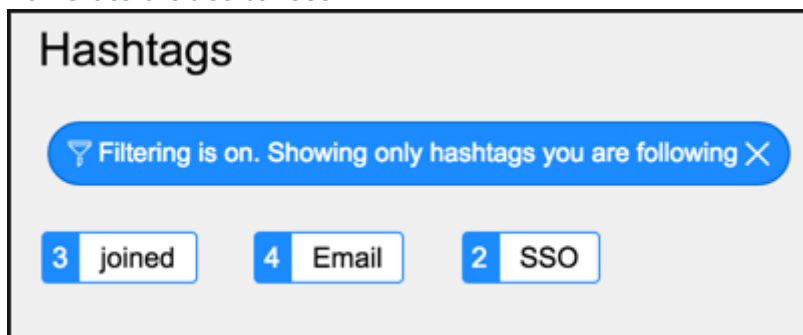 Hashtags
Filtering is on. Showing only hashtags you are following
3 joined 4 Email 2 SSO